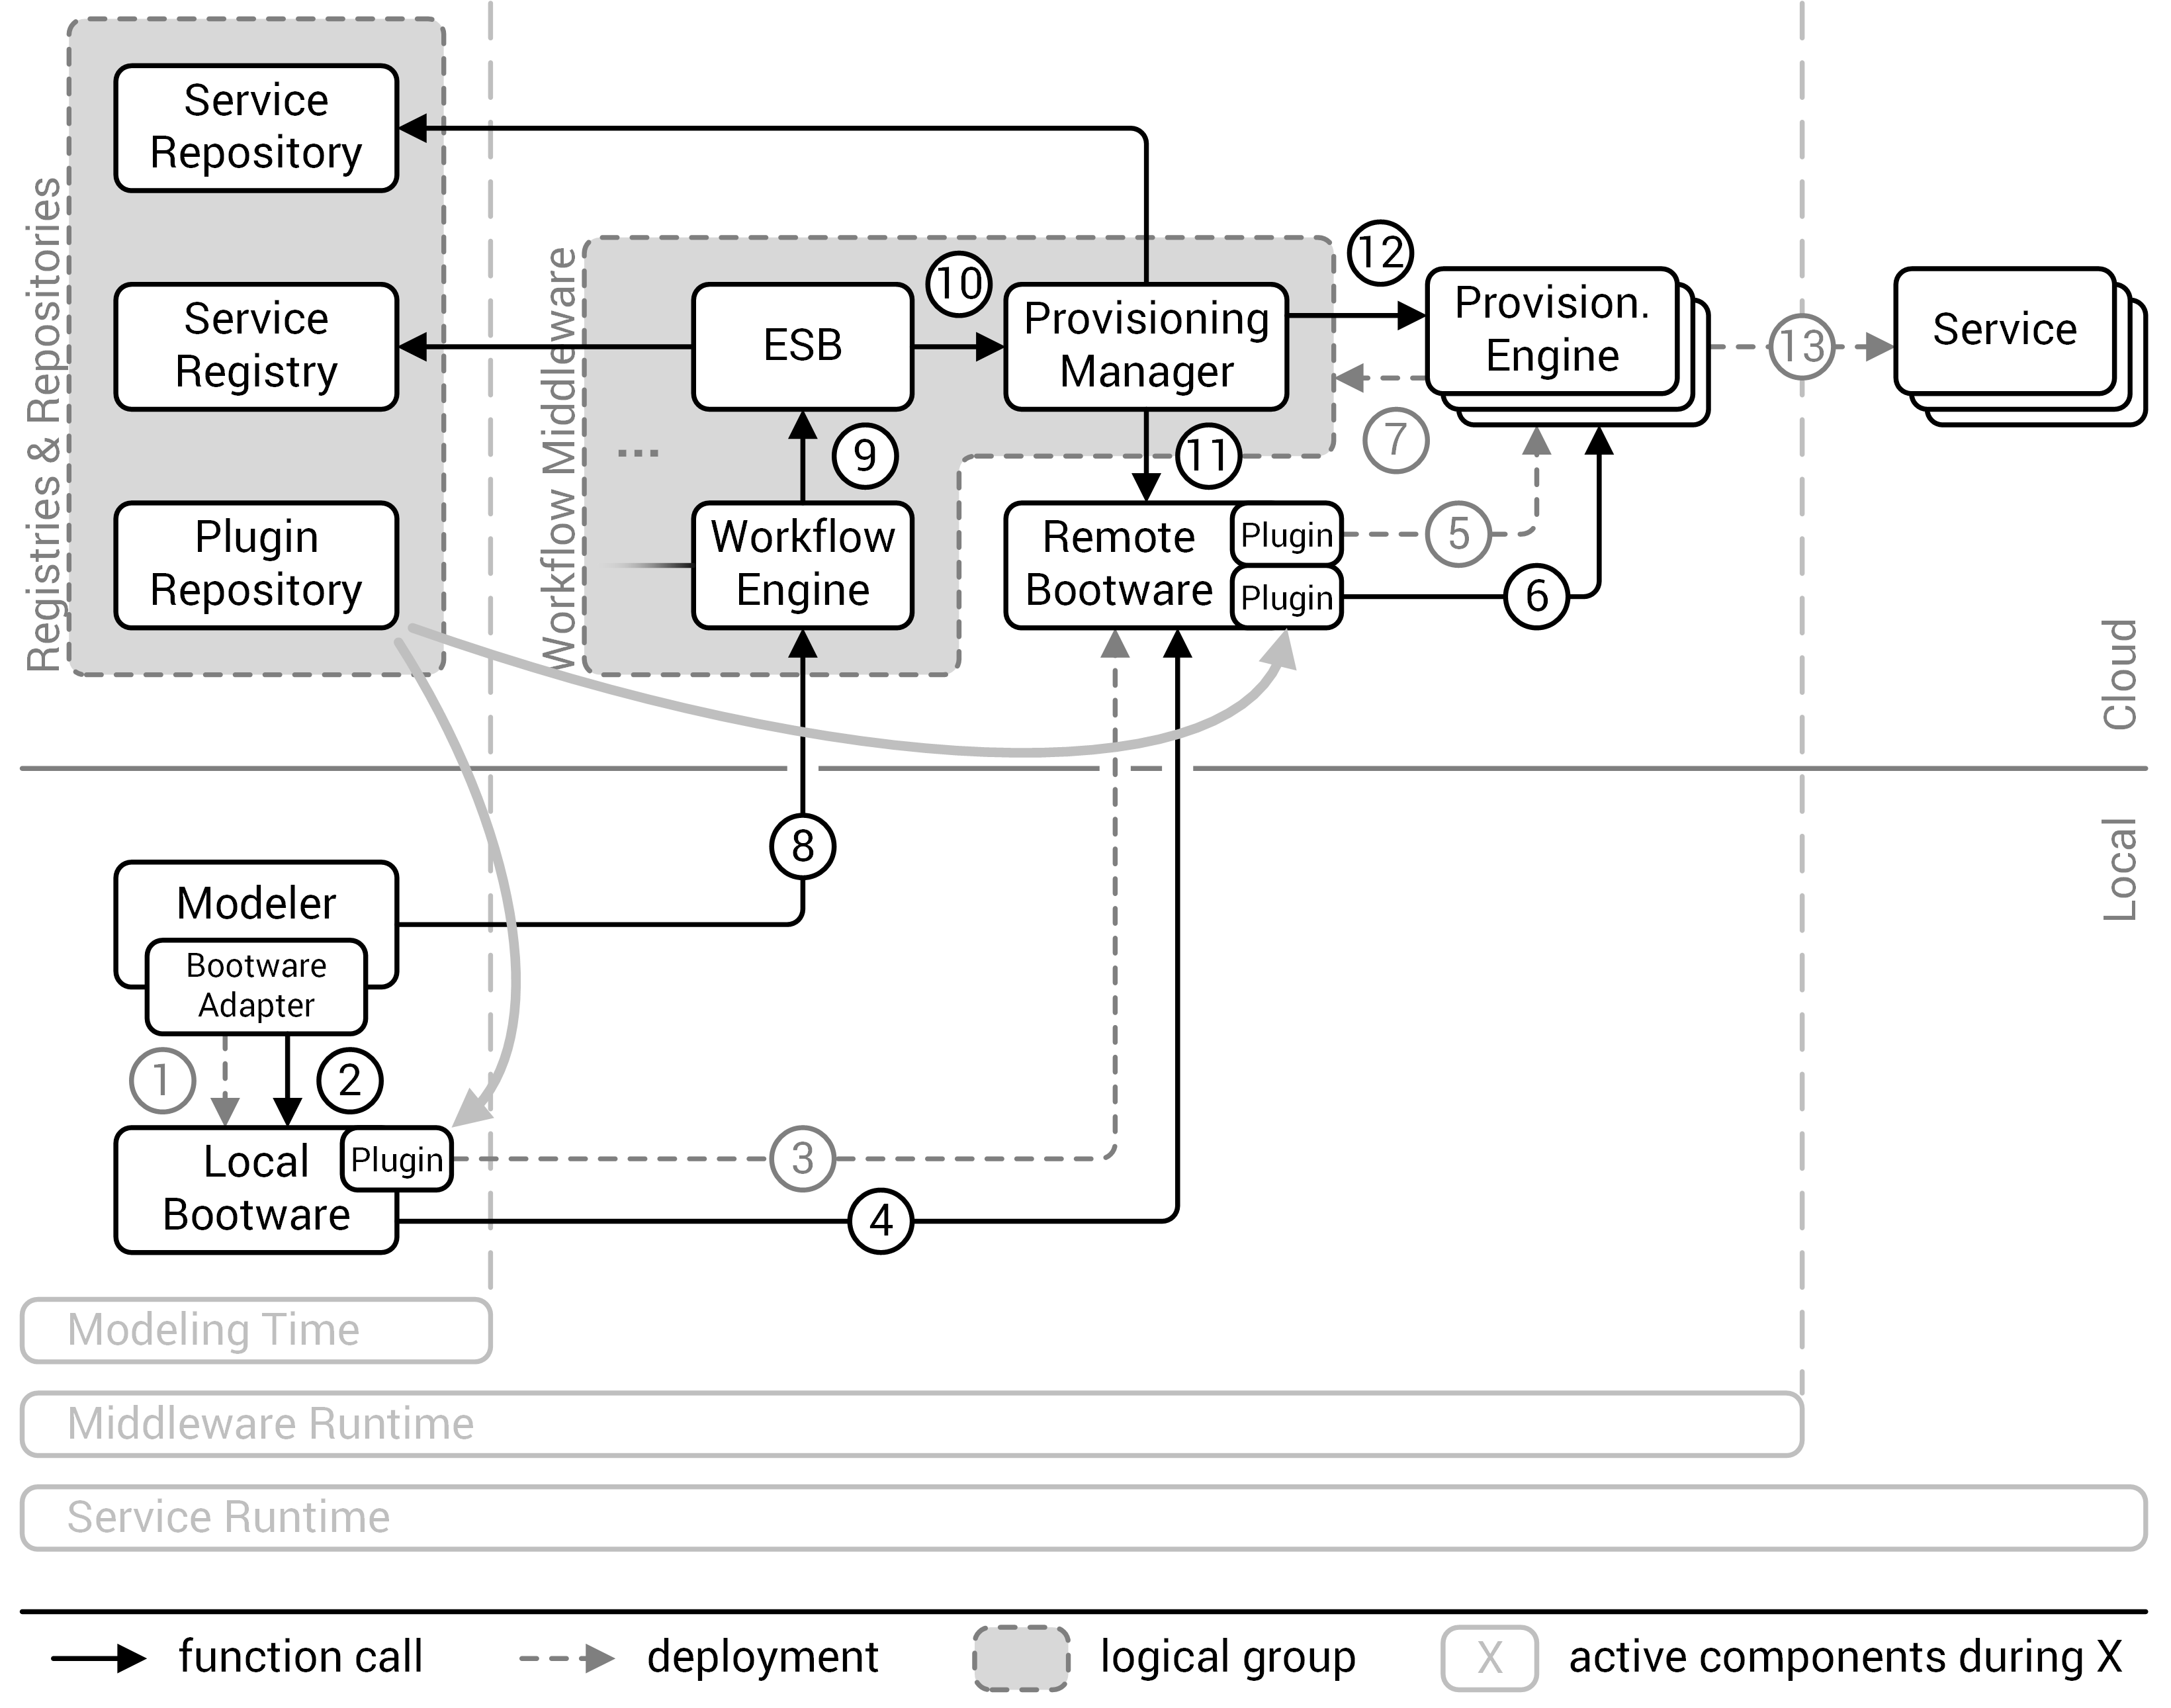 Registries & Repositories
Service
Repository
Service
Registry
Plugin
Repository
Workflow Middleware
ESB
10
Provisioning
Manager
12
Provision.
Engine
13
Service
7
9
11
...
Workflow
Engine
Remote
Bootware
Plugin
Plugin
5
6
Cloud
Local
8
Modeler
Bootware
Adapter
1
2
Local
Bootware
Plugin
3
4
Modeling Time
Middleware Runtime
Service Runtime
function call
deployment
logical group
X
active components during X